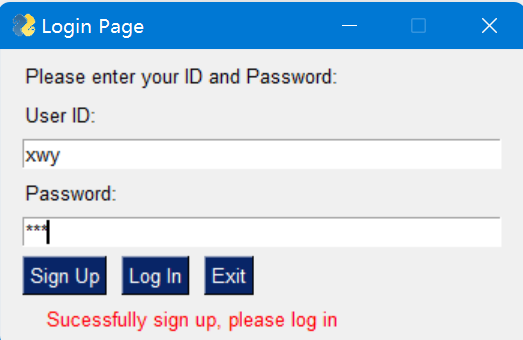 Login Page
Please enter your ID and Password:
User ID:
xwy
Password:
***
Sign Up Log In Exit
Sucessfully sign up, please log in